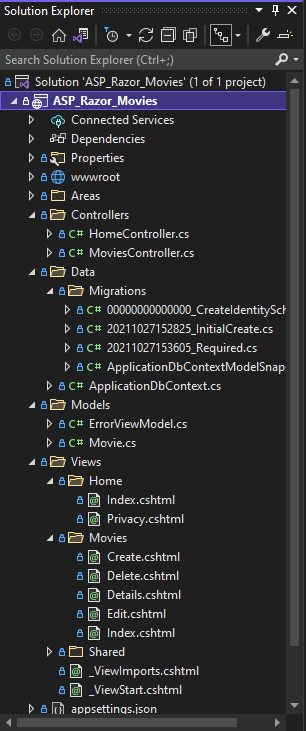 Solution Explorer
Search Solution Explorer (Ctrl+;)
Solution 'ASP_Razor_Movies' (1 of 1 project)
ASP_Razor_Movies
Connected Services
Dependencies
Properties
wwwroot
Areas
Controllers
C# HomeController.cs
C# MoviesController.cs
Data
Migrations
C# 00000000000000_CreateIdentitySch
C# 20211027152825_InitialCreate.cs
C# 20211027153605_Required.cs
C# ApplicationDbContextModelSnaps
C# ApplicationDbContext.cs
Models
C# ErrorViewModel.cs
C# Movie.cs
Views
Home
Index.cshtml
Privacy.cshtml
Movies
Create.cshtml
Delete.cshtml
Details.cshtml
Edit.cshtml
Index.cshtml
Shared
_ViewImports.cshtml
_ViewStart.cshtml
appsettings.json